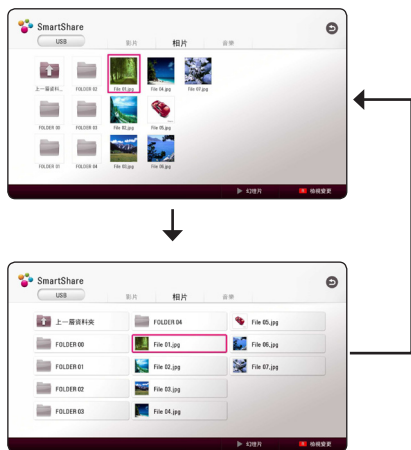 SmartShare
USB
影片 相片 音樂
上一層資料... FOLDER 02 File 01.jpg File 04.jpg File 07.jpg
FOLDER 00 FOLDER 03 File 02.jpg File 05.jpg
FOLDER 01 FOLDER 04 File 03.jpg File 06.jpg
幻燈片 檢視變更
SmartShare
USB
影片 相片 音樂
上一層資料夾 FOLDER 04 File 05.jpg
FOLDER 00 File 01.jpg File 06.jpg
FOLDER 01 File 02.jpg File 07.jpg
FOLDER 02 File 03.jpg
FOLDER 03 File 04.jpg
幻燈片 檢視變更